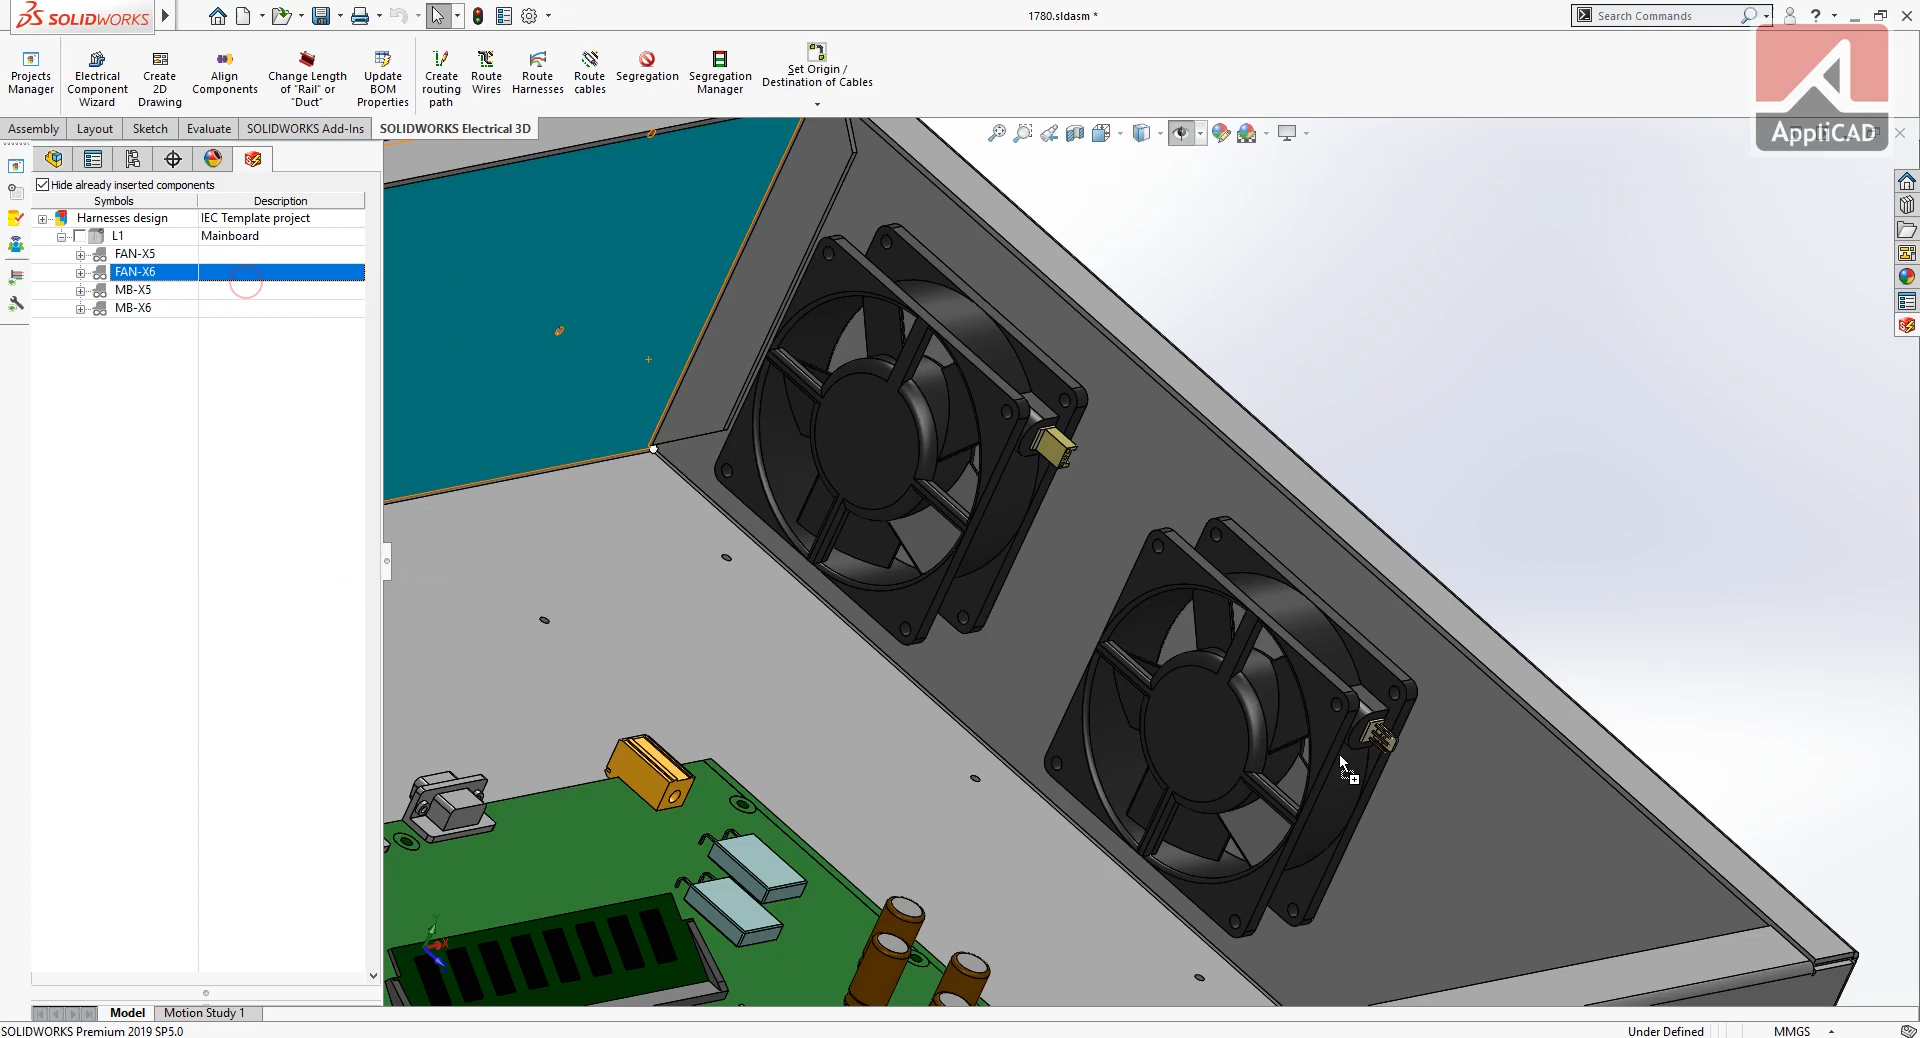 SOLIDWORKS
1780.sldasm *
Search Commands
?
Projects Manager
Electrical Component Wizard
Create 2D Drawing
Align Components
Change Length of "Rail" or "Duct"
Update BOM Properties
Create routing path
Route Wires
Route Harnesses
Route cables
Segregation
Segregation Manager
Set Origin / Destination of Cables
AppliCAD
Assembly
Layout
Sketch
Evaluate
SOLIDWORKS Add-Ins
SOLIDWORKS Electrical 3D
Hide already inserted components
Symbols
Description
Harnesses design
IEC Template project
L1
Mainboard
FAN-X5
FAN-X6
MB-X5
MB-X6
Y
X
Model
Motion Study 1
SOLIDWORKS Premium 2019 SP5.0
Under Defined
MMGS